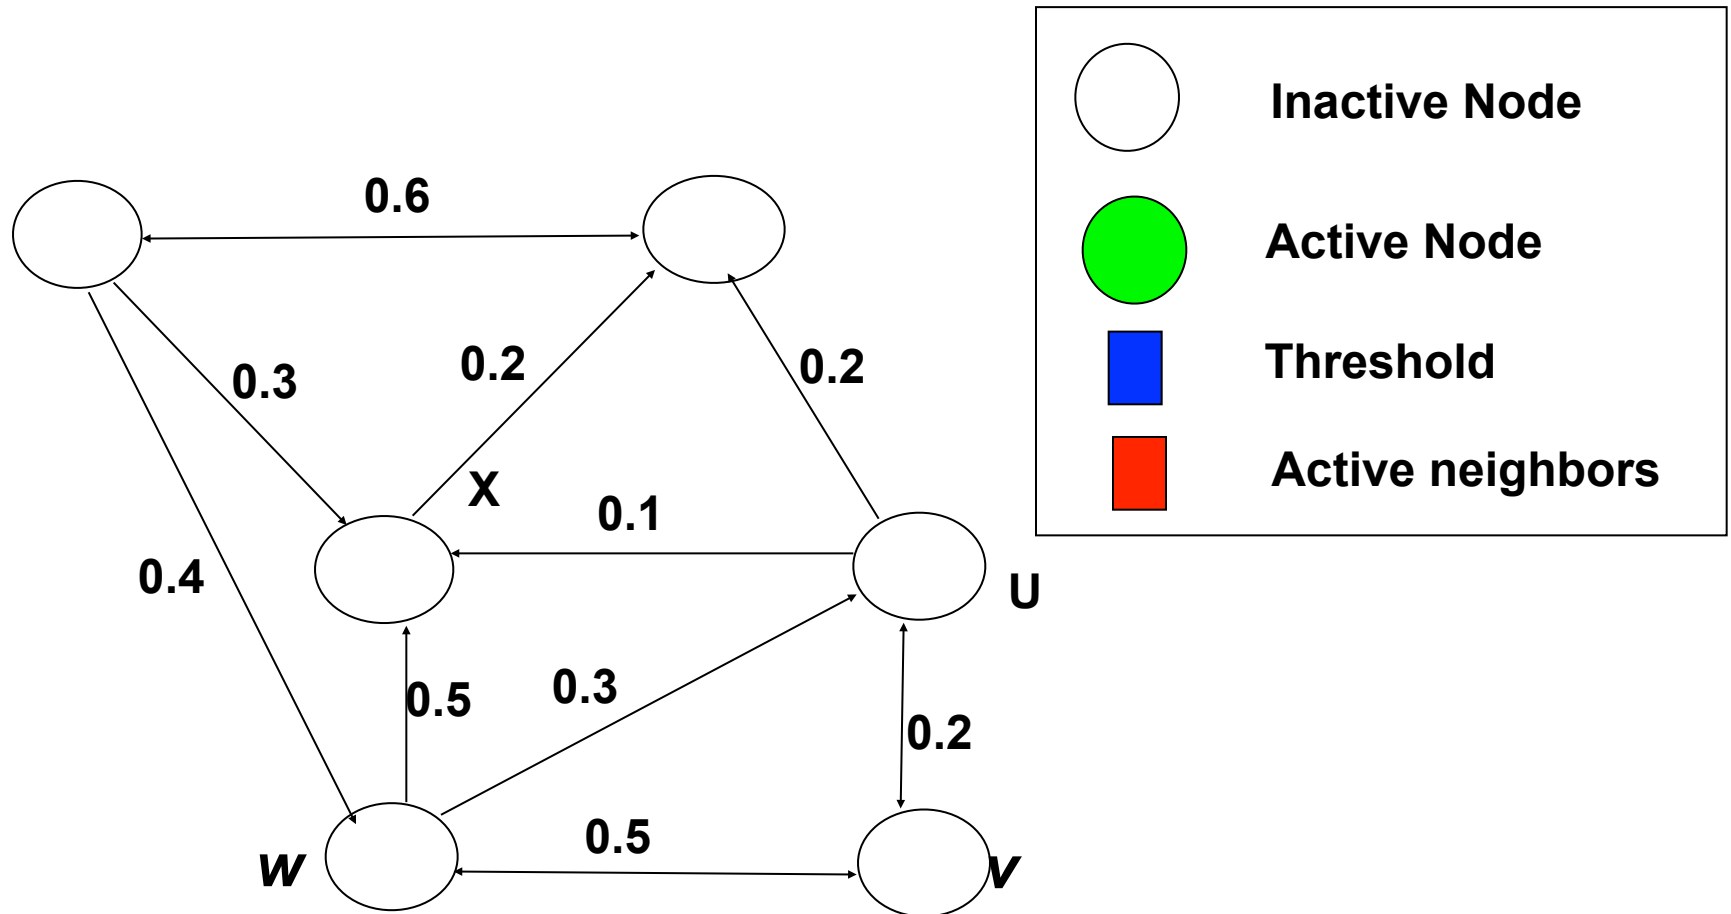 0.6
0.3
0.2
0.2
X
0.1
0.4
U
0.5
0.3
0.2
w
0.5
v
Inactive Node
Active Node
Threshold
Active neighbors